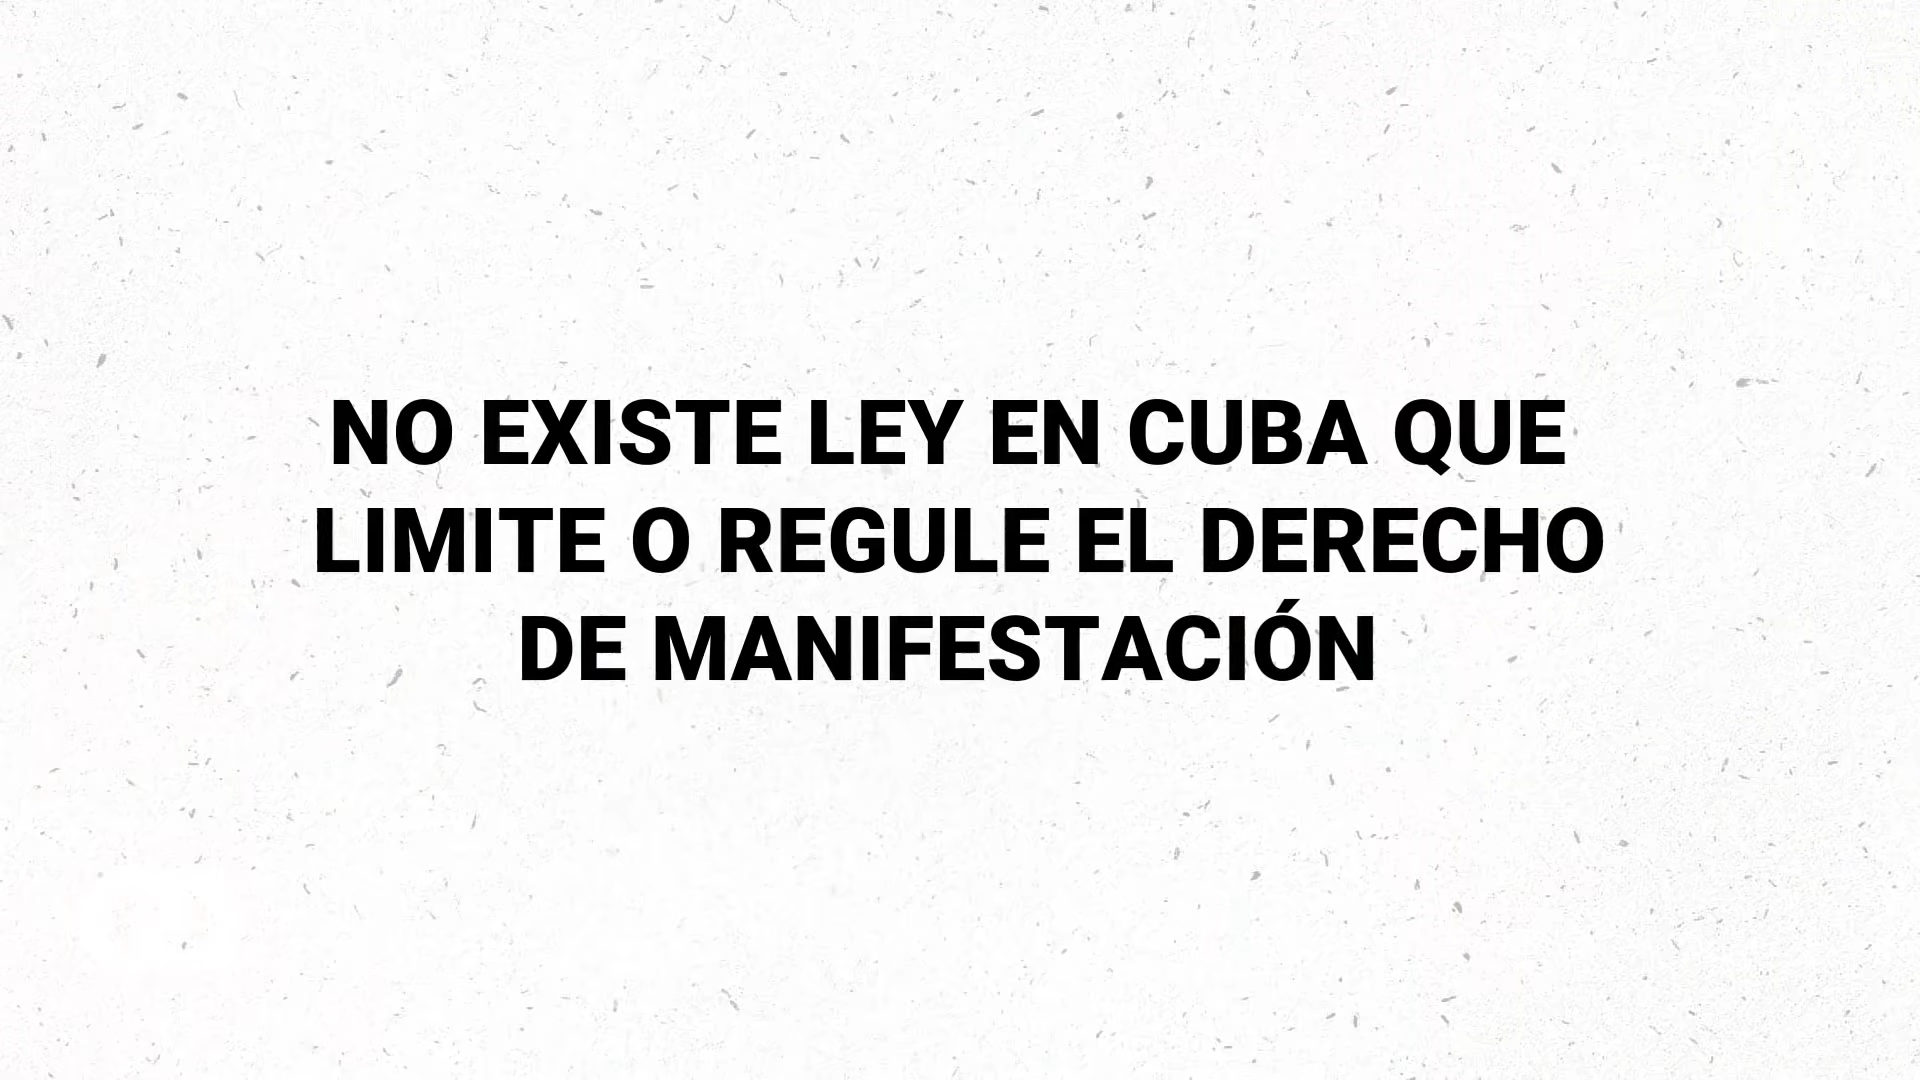 NO EXISTE LEY EN CUBA QUE
LIMITE O REGULE EL DERECHO
DE MANIFESTACIÓN